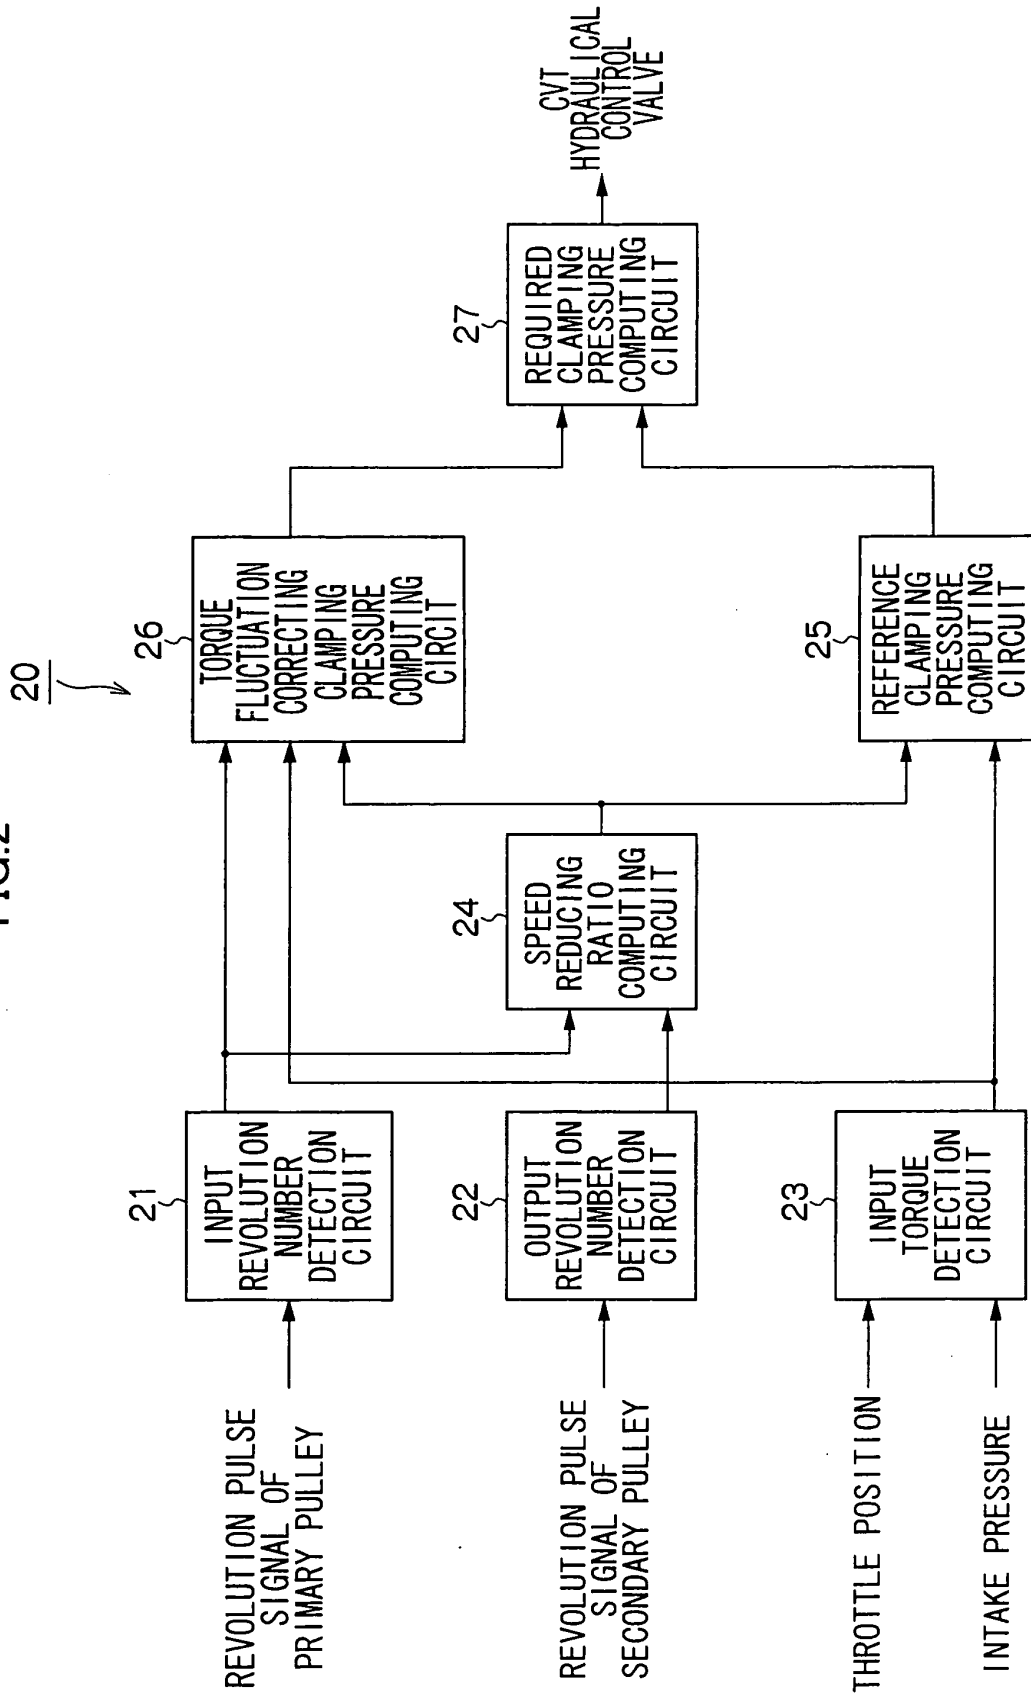 FIG.2
20
REVOLUTION PULSE
SIGNAL OF
PRIMARY PULLEY
21
INPUT
REVOLUTION
NUMBER
DETECTION
CIRCUIT
REVOLUTION PULSE
SIGNAL OF
SECONDARY PULLEY
22
OUTPUT
REVOLUTION
NUMBER
DETECTION
CIRCUIT
THROTTLE POSITION
INTAKE PRESSURE
23
INPUT
TORQUE
DETECTION
CIRCUIT
24
SPEED
REDUCING
RATIO
COMPUTING
CIRCUIT
26
TORQUE
FLUCTUATION
CORRECTING
CLAMPING
PRESSURE
COMPUTING
CIRCIT
25
REFERENCE
CLAMPING
PRESSURE
COMPUTING
CIRCUIT
27
REQUIRED
CLAMPING
PRESSURE
COMPUTING
CIRCUIT
CVT
HYDRAULICAL
CONTROL
VALVE